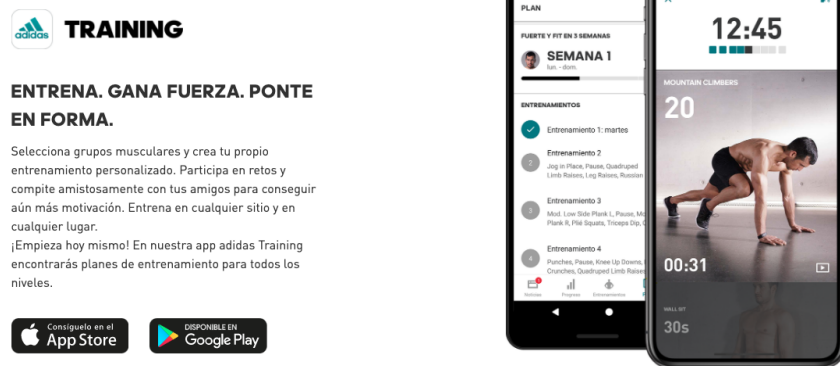 adidas
TRAINING
ENTRENA. GANA FUERZA. PONTE
EN FORMA.
Selecciona grupos musculares y crea tu propio
entrenamiento personalizado. Participa en retos y
compite amistosamente con tus amigos para conseguir
aún más motivación. Entrena en cualquier sitio y en
cualquier lugar.
¡Empieza hoy mismo! En nuestra app adidas Training
encontrarás planes de entrenamiento para todos los
niveles.
Consíguelo en el
App Store
DISPONIBLE EN
Google Play
PLAN
FUERTE Y FIT EN 3 SEMANAS
SEMANA 1
lun. - dom.
ENTRENAMIENTOS
Entrenamiento 1: martes
2
Entrenamiento 2
Jog in Place, Pause, Quadruped
Limb Raises, Leg Raises, Russian
3
Entrenamiento 3
Mod. Low Side Plank L, Pause, Mo
Plank R, Plié Squats, Triceps Dip, C
4
Entrenamiento 4
Punches, Pause, Knee Up Downs,
Crunches, Quadruped Limb Raises
Noticias
Progreso
Entrenamientos
12:45
MOUNTAIN CLIMBERS
20
00:31
WALL SIT
30s